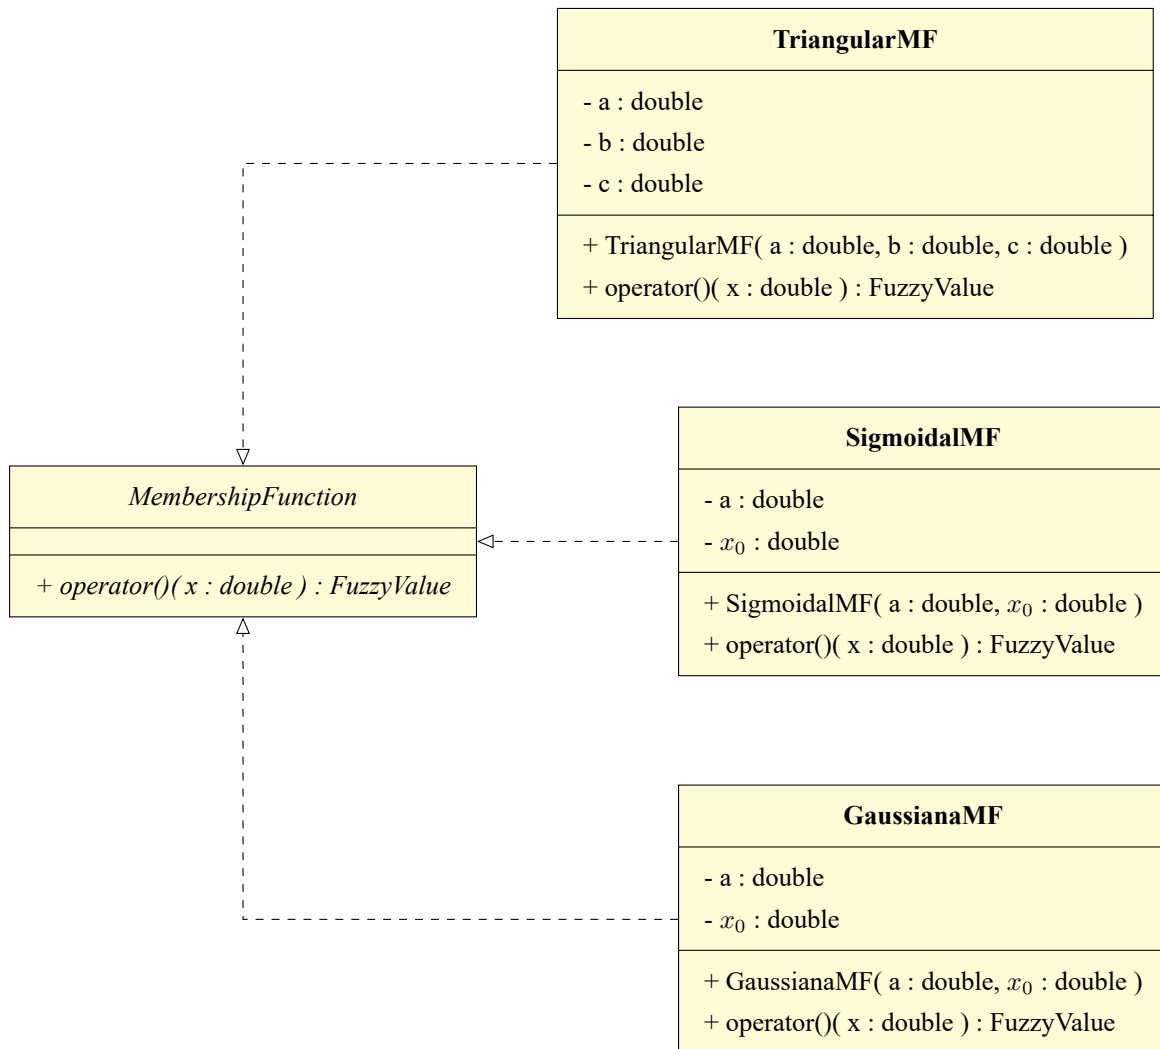 TriangularMF
- a : double
- b : double
- c : double
+ TriangularMF( a : double, b : double, c : double )
+ operator()( x : double ) : FuzzyValue
SigmoidalMF
- a : double
- x₀ : double
+ SigmoidalMF( a : double, x₀ : double )
+ operator()( x : double ) : FuzzyValue
MembershipFunction
+ operator()( x : double ) : FuzzyValue
GaussianaMF
- a : double
- x₀ : double
+ GaussianaMF( a : double, x₀ : double )
+ operator()( x : double ) : FuzzyValue